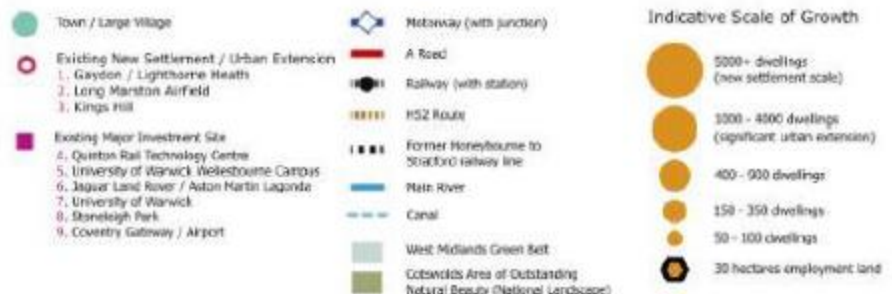 Town / Large Village
Existing New Settlement / Urban Extension
1. Gaydon / Lighthorne Heath
2. Long Marston Airfield
3. Kings Hill
Existing Major Investment Site
4. Quinton Rail Technology Centre
5. University of Warwick Wellesbourne Campus
6. Jaguar Land Rover / Aston Martin Lagonda
7. University of Warwick
8. Stoneleigh Park
9. Coventry Gateway / Airport
Motorway (with junction)
A Road
Railway (with station)
HS2 Route
Former Honeybourne to
Stratford railway line
Main River
Canal
West Midlands Green Belt
Cotswolds Area of Outstanding
Natural Beauty (National Landscape)
Indicative Scale of Growth
5000+ dwellings
(new settlement scale)
1000 - 4000 dwellings
(significant urban extension)
400 - 900 dwellings
150 - 350 dwellings
50 - 100 dwellings
30 hectares employment land